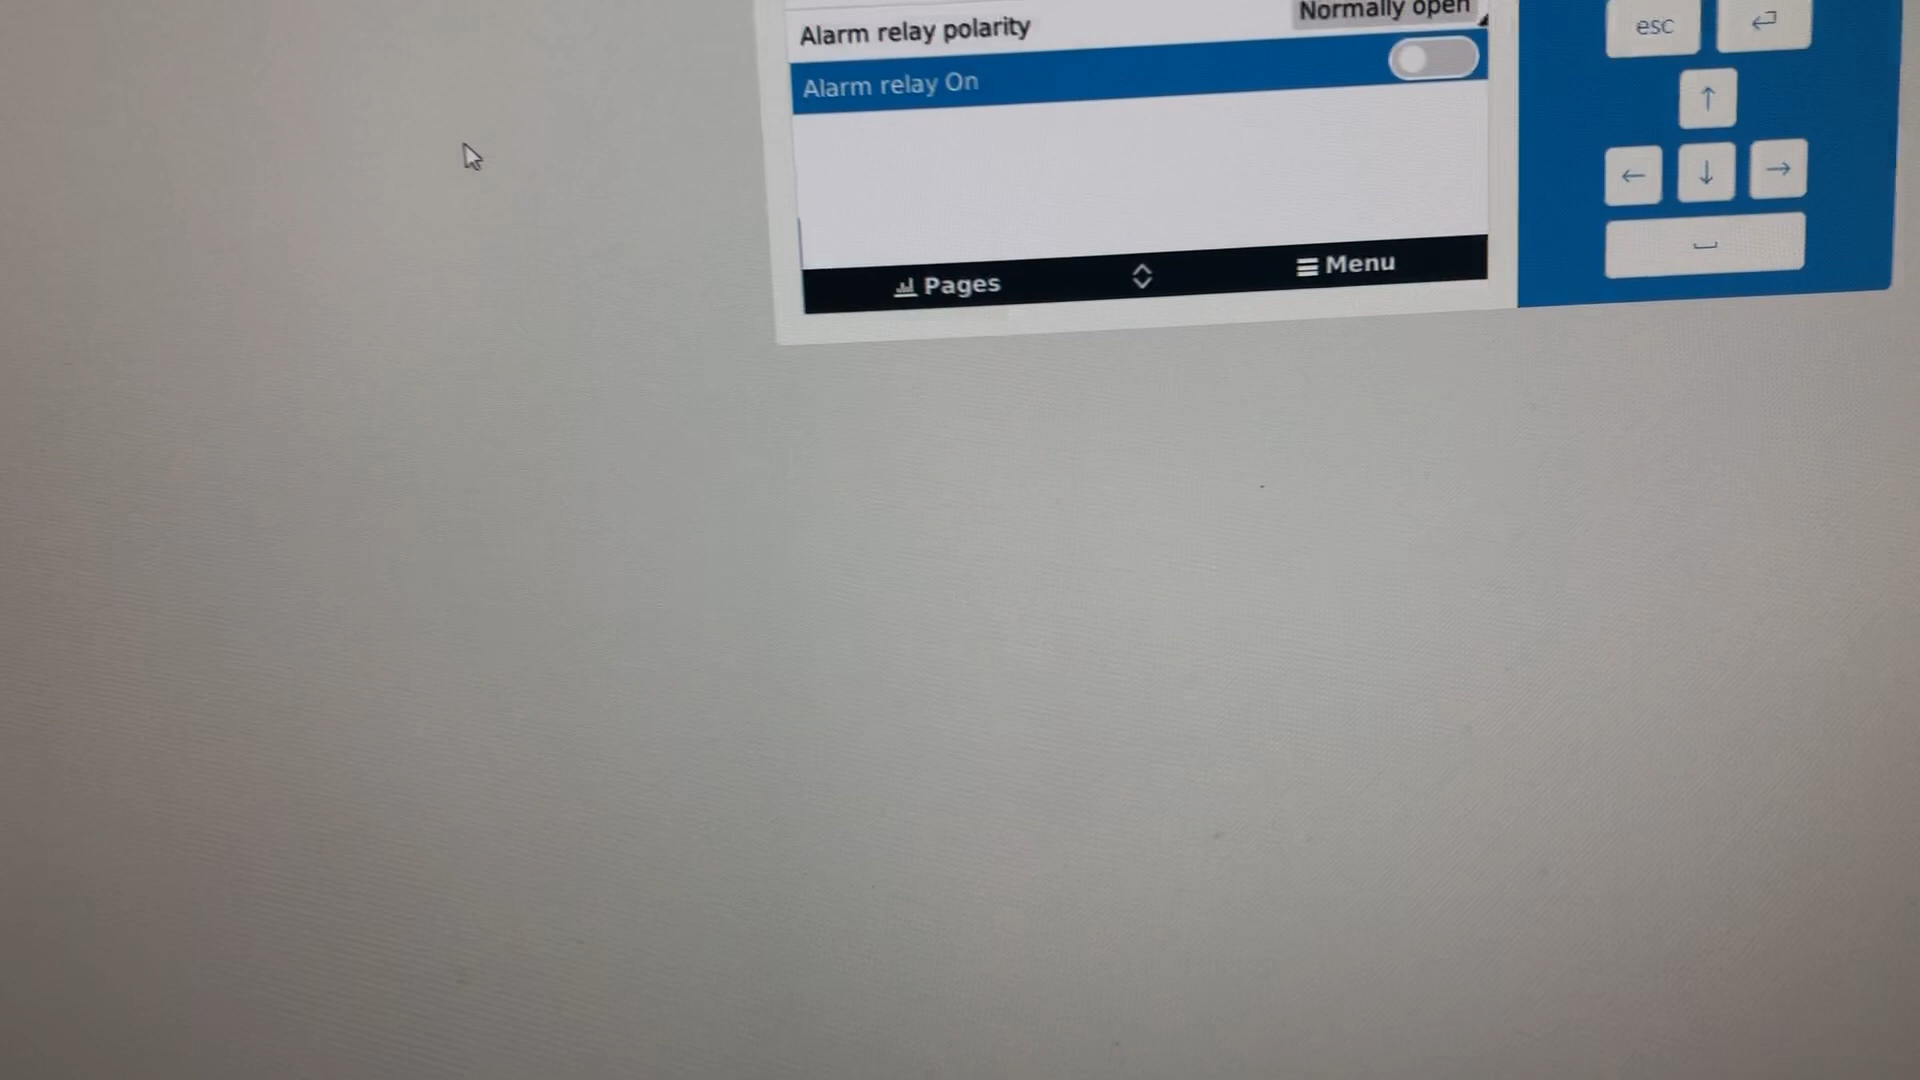 Normally open
Alarm relay polarity
Alarm relay On
Pages
Menu
esc